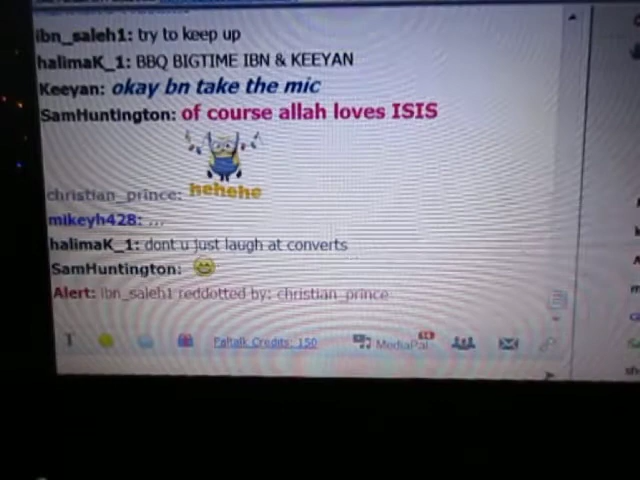 ibn_saleh1: try to keep up
halimaK_1: BBQ BIGTIME IBN & KEEYAN
Keeyan: okay bn take the mic
SamHuntington: of course allah loves ISIS
christian_prince: hehehe
mikeyh428: ...
halimaK_1: dont u just laugh at converts
SamHuntington:
Alert: ibn_saleh1 reddotted by: christian_prince
T Paltalk Credits: 150 MediaPal